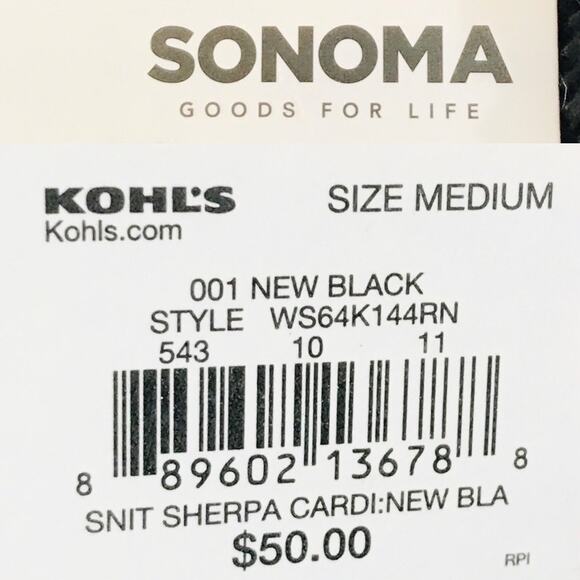 SONOMA
GOODS FOR LIFE
KOHL'S SIZE MEDIUM
Kohls.com
001 NEW BLACK
STYLE WS64K144RN
543 10 11
8 89602 13678 8
SNIT SHERPA CARDI:NEW BLA
$50.00
RPI